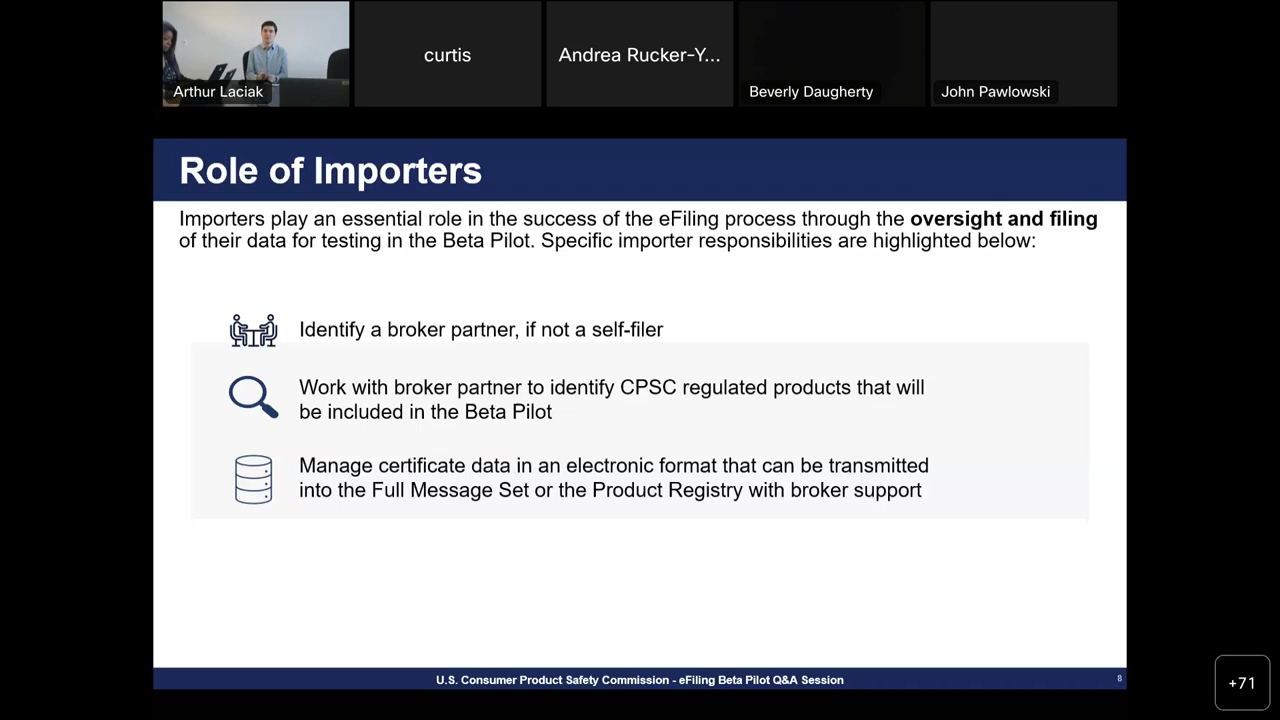 Arthur Laciak
curtis
Andrea Rucker-Y...
Beverly Daugherty
John Pawlowski
Role of Importers
Importers play an essential role in the success of the eFiling process through the oversight and filing
of their data for testing in the Beta Pilot. Specific importer responsibilities are highlighted below:
Identify a broker partner, if not a self-filer
Work with broker partner to identify CPSC regulated products that will
be included in the Beta Pilot
Manage certificate data in an electronic format that can be transmitted
into the Full Message Set or the Product Registry with broker support
U.S. Consumer Product Safety Commission - eFiling Beta Pilot Q&A Session
8
+71